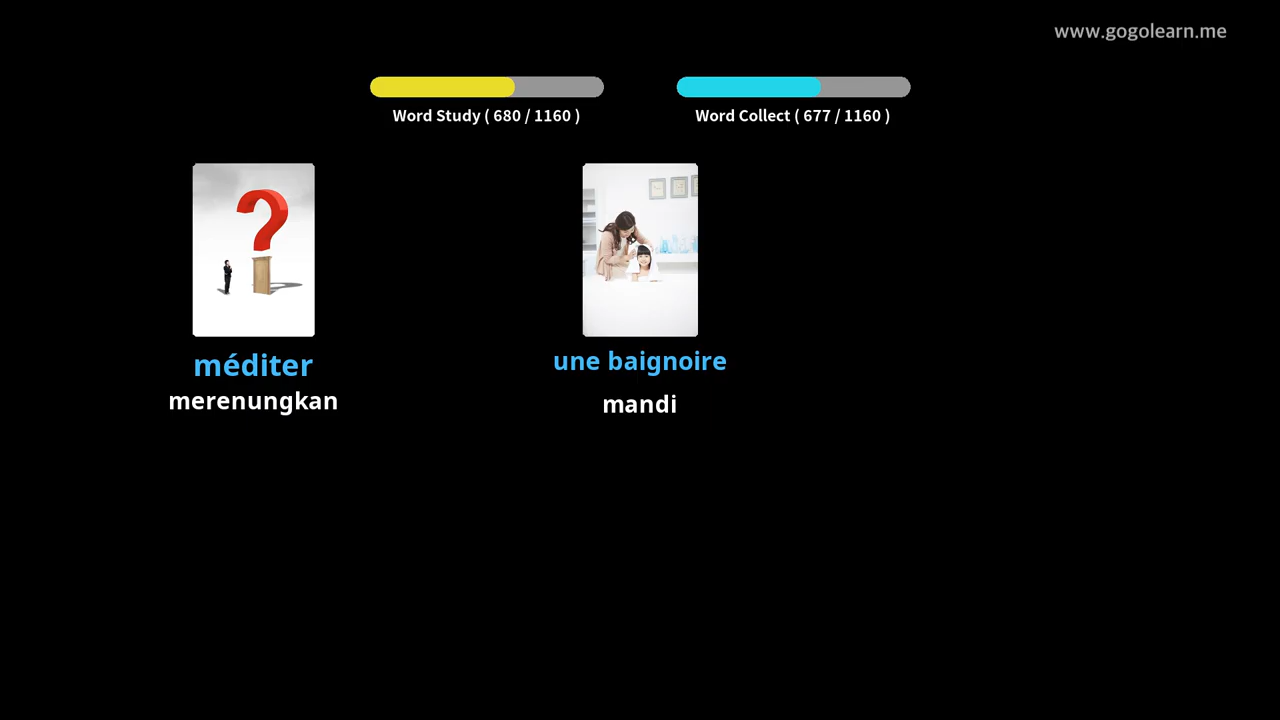 www.gogolearn.me
Word Study ( 680 / 1160 )
Word Collect ( 677 / 1160 )
méditer
merenungkan
une baignoire
mandi